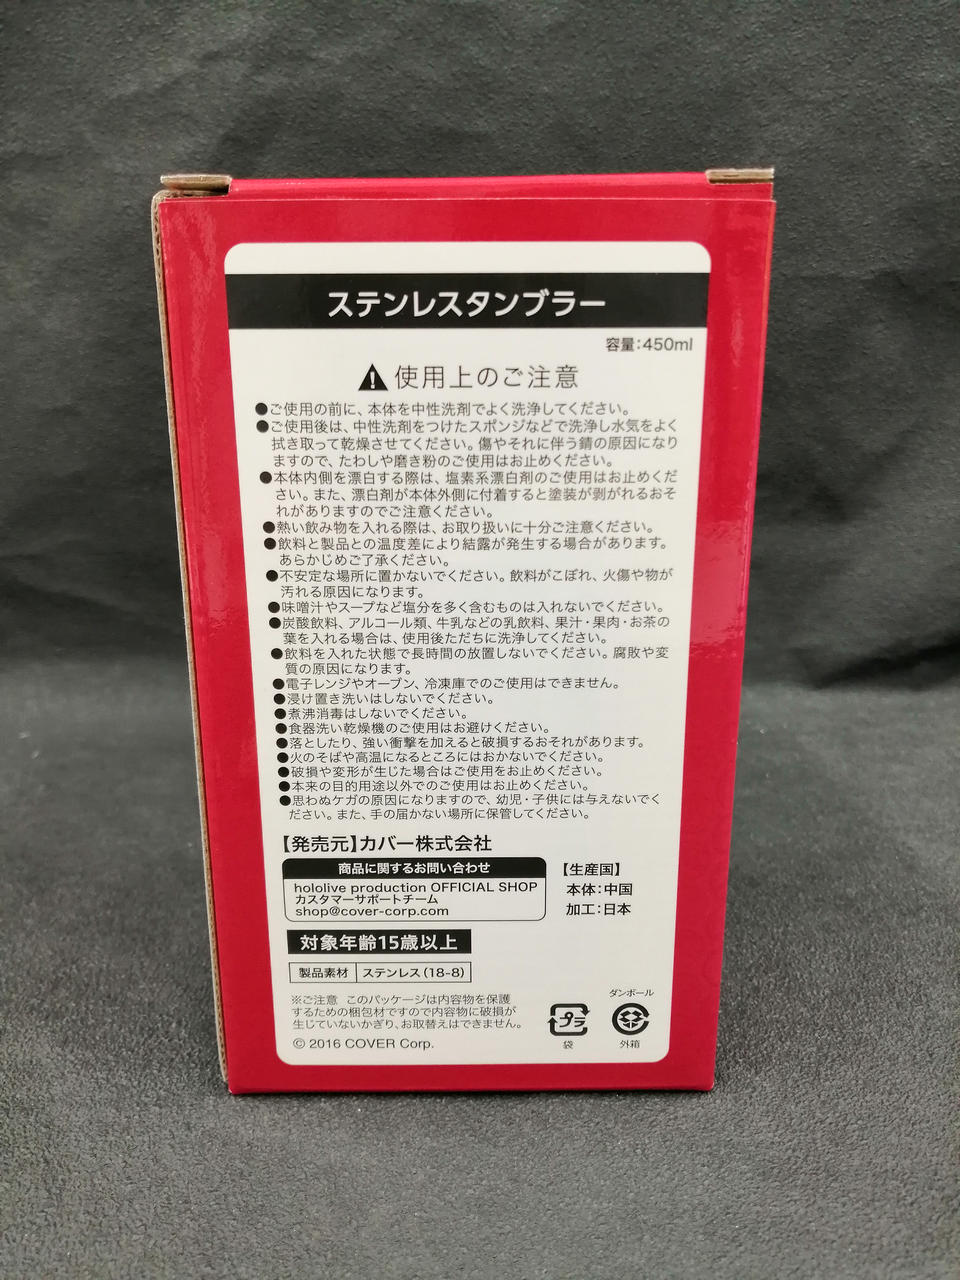 ステンレスタンブラー
容量:450ml
使用上のご注意
●ご使用の前に、本体を中性洗剤でよく洗浄してください。
●ご使用後は、中性洗剤をつけたスポンジなどで洗浄し水気をよく
拭き取って乾燥させてください。傷やそれに伴う錆の原因になり
ますので、たわしや磨き粉のご使用はお止めください。
●本体内側を漂白する際は、塩素系漂白剤のご使用はお止めくだ
さい。また、漂白剤が本体外側に付着すると塗装が剥がれるおそ
れがありますのでご注意ください。
●熱い飲み物を入れる際は、お取り扱いに十分ご注意ください。
●飲料と製品との温度差により結露が発生する場合があります。
あらかじめご了承ください。
●不安定な場所に置かないでください。飲料がこぼれ、火傷や物が
汚れる原因になります。
●味噌汁やスープなど塩分を多く含むものは入れないでください。
●炭酸飲料、アルコール類、牛乳などの乳飲料、果汁・果肉・お茶の
葉を入れる場合は、使用後ただちに洗浄してください。
●飲料を入れた状態で長時間の放置しないでください。腐敗や変
質の原因になります。
●電子レンジやオーブン、冷凍庫でのご使用はできません。
●浸け置き洗いはしないでください。
●煮沸消毒はしないでください。
●食器洗い乾燥機のご使用はお避けください。
●落としたり、強い衝撃を加えると破損するおそれがあります。
●火のそばや高温になるところにはおかないでください。
●破損や変形が生じた場合はご使用をお止めください。
●本来の目的用途以外でのご使用はお止めください。
●思わぬケガの原因になりますので、幼児・子供には与えないでく
ださい。また、手の届かない場所に保管してください。
【発売元】カバー株式会社
商品に関するお問い合わせ
hololive production OFFICIAL SHOP
カスタマーサポートチーム
shop@cover-corp.com
【生産国】
本体:中国
加工:日本
対象年齢15歳以上
製品素材 ステンレス(18-8)
※ご注意 このパッケージは内容物を保護
するための梱包材ですので内容物に破損が
生じていないかぎり、お取替えはできません。
© 2016 COVER Corp.
プラ
袋
ダンボール
外箱